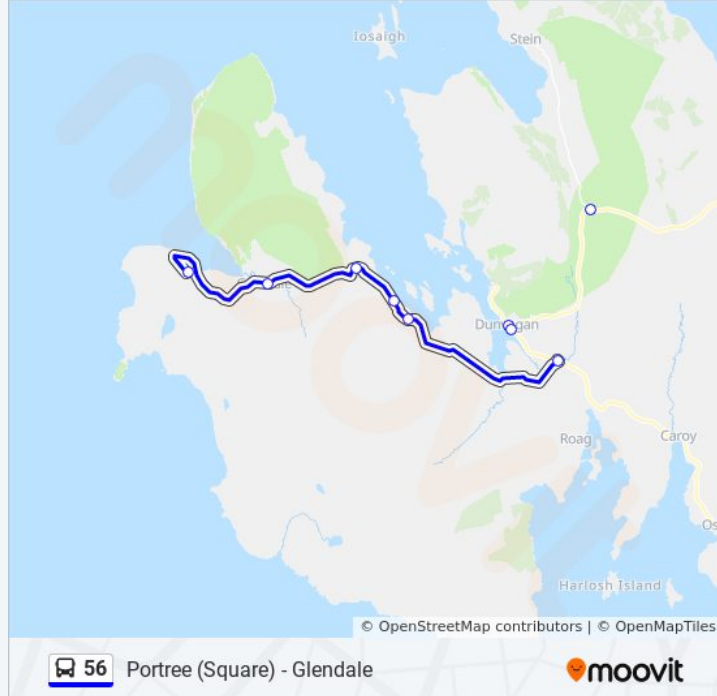 Iosaigh
Stein
Dunvegan
Roag
Caroy
Harlosh Island
© OpenStreetMap contributors | © OpenMapTiles
56 Portree (Square) - Glendale
moovit